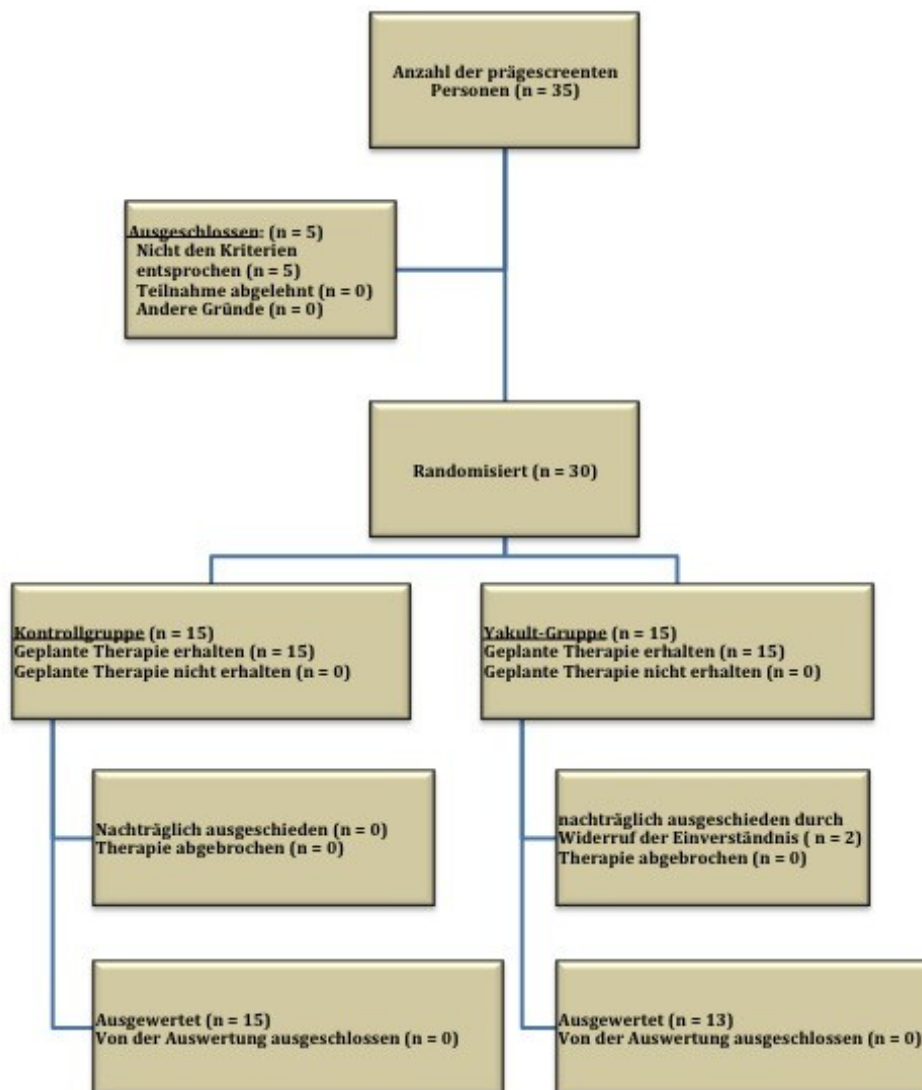 Anzahl der prägescreenten
Personen (n = 35)
Ausgeschlossen: (n = 5)
Nicht den Kriterien
entsprochen (n = 5)
Teilnahme abgelehnt (n = 0)
Andere Gründe (n = 0)
Randomisiert (n = 30)
Kontrollgruppe (n = 15)
Geplante Therapie erhalten (n = 15)
Geplante Therapie nicht erhalten (n = 0)
Yakult-Gruppe (n = 15)
Geplante Therapie erhalten (n = 15)
Geplante Therapie nicht erhalten (n = 0)
Nachträglich ausgeschieden (n = 0)
Therapie abgebrochen (n = 0)
nachträglich ausgeschieden durch
Widerruf der Einverständnis ( n = 2)
Therapie abgebrochen (n = 0)
Ausgewertet (n = 15)
Von der Auswertung ausgeschlossen (n = 0)
Ausgewertet (n = 13)
Von der Auswertung ausgeschlossen (n = 0)